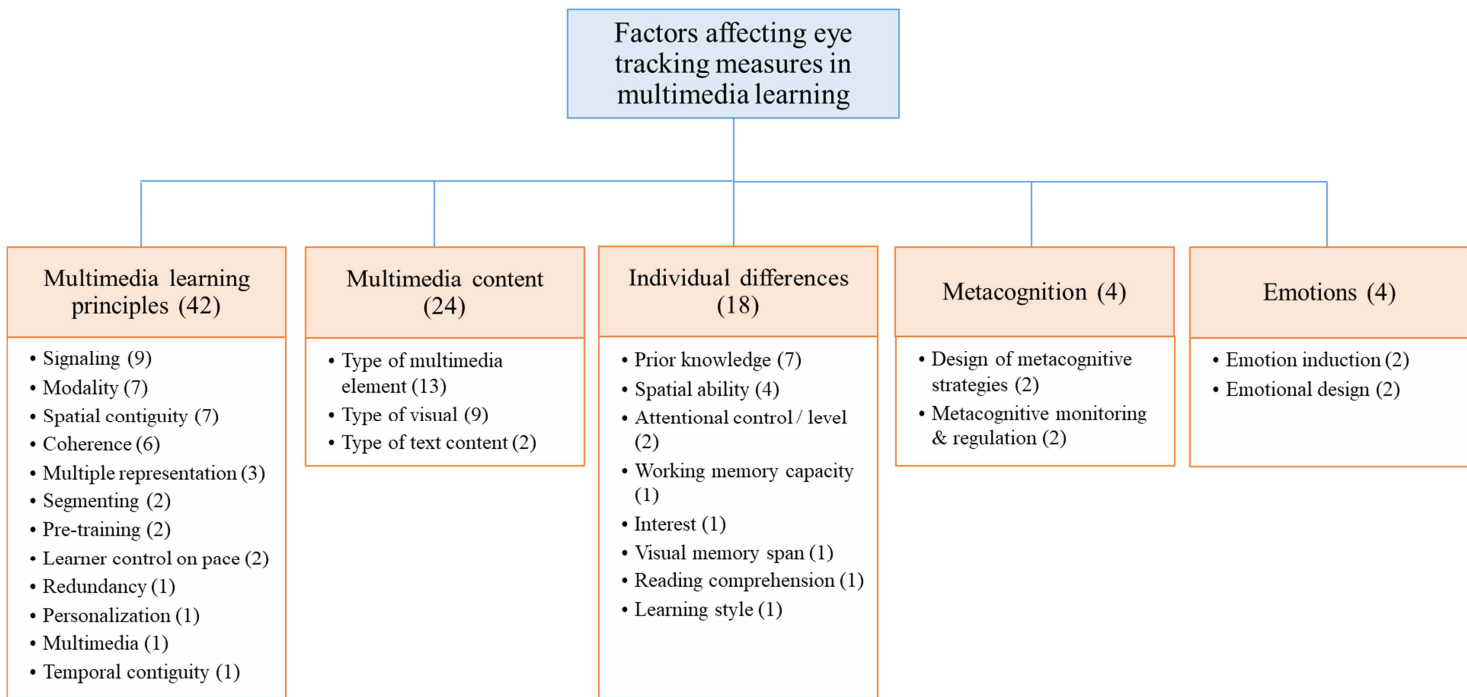 Factors affecting eye
tracking measures in
multimedia learning
Multimedia learning
principles (42)
• Signaling (9)
• Modality (7)
• Spatial contiguity (7)
• Coherence (6)
• Multiple representation (3)
• Segmenting (2)
• Pre-training (2)
• Learner control on pace (2)
• Redundancy (1)
• Personalization (1)
• Multimedia (1)
• Temporal contiguity (1)
Multimedia content
(24)
• Type of multimedia
element (13)
• Type of visual (9)
• Type of text content (2)
Individual differences
(18)
• Prior knowledge (7)
• Spatial ability (4)
• Attentional control / level
(2)
• Working memory capacity
(1)
• Interest (1)
• Visual memory span (1)
• Reading comprehension (1)
• Learning style (1)
Metacognition (4)
• Design of metacognitive
strategies (2)
• Metacognitive monitoring
& regulation (2)
Emotions (4)
• Emotion induction (2)
• Emotional design (2)